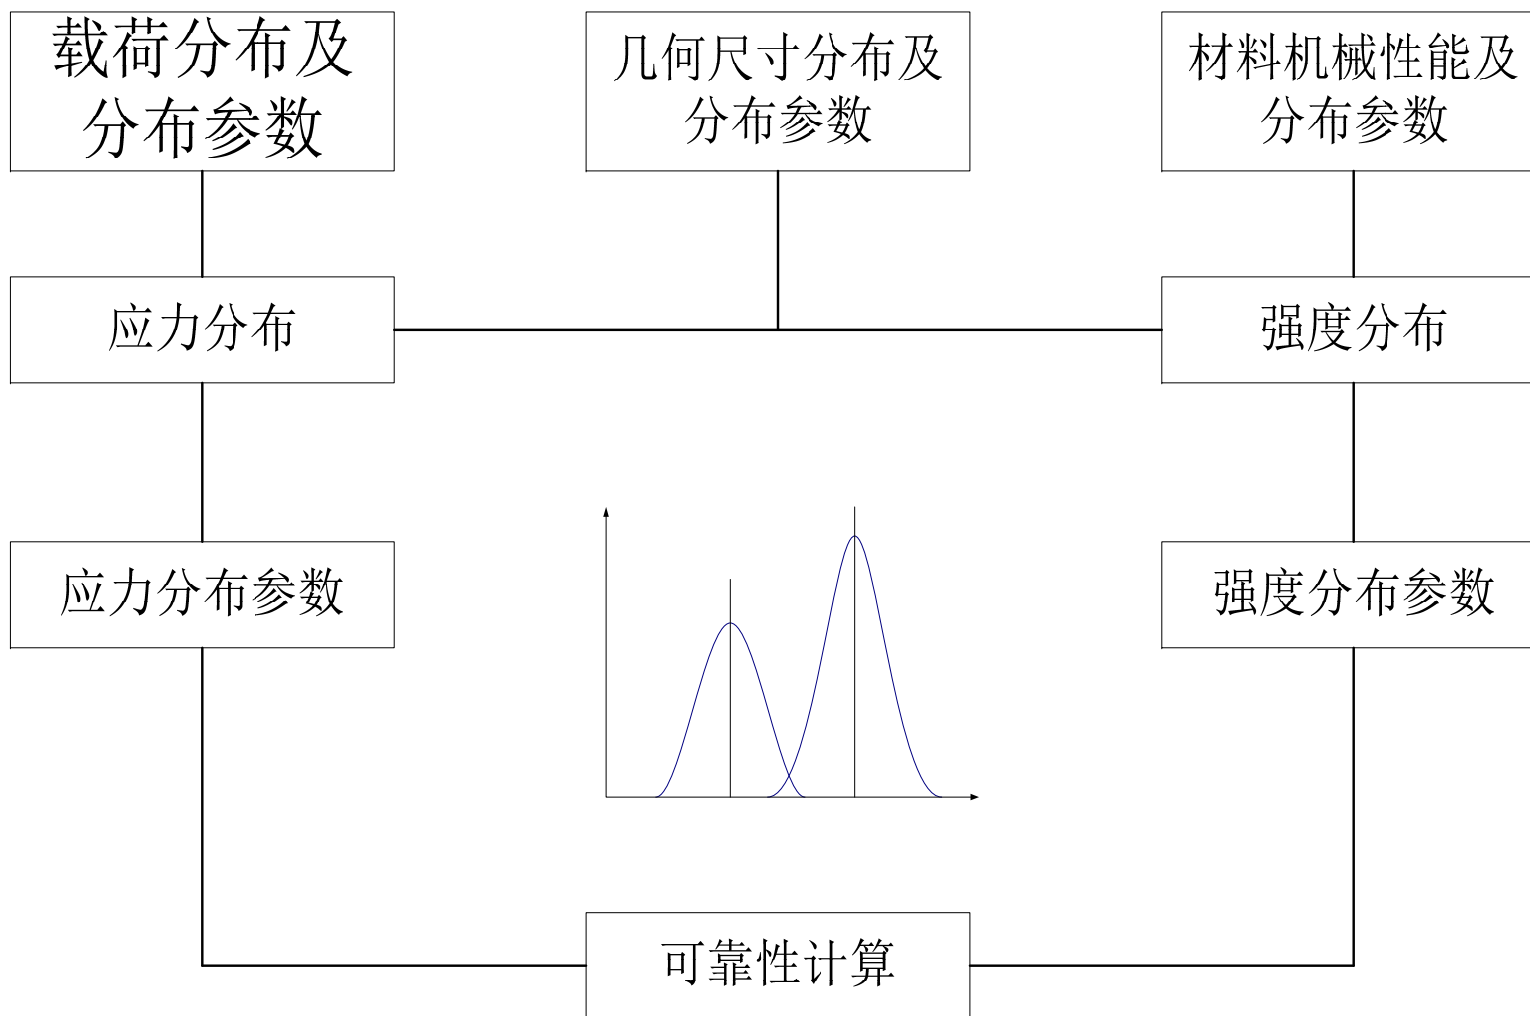 载荷分布及
分布参数
几何尺寸分布及
分布参数
材料机械性能及
分布参数
应力分布
强度分布
应力分布参数
强度分布参数
可靠性计算